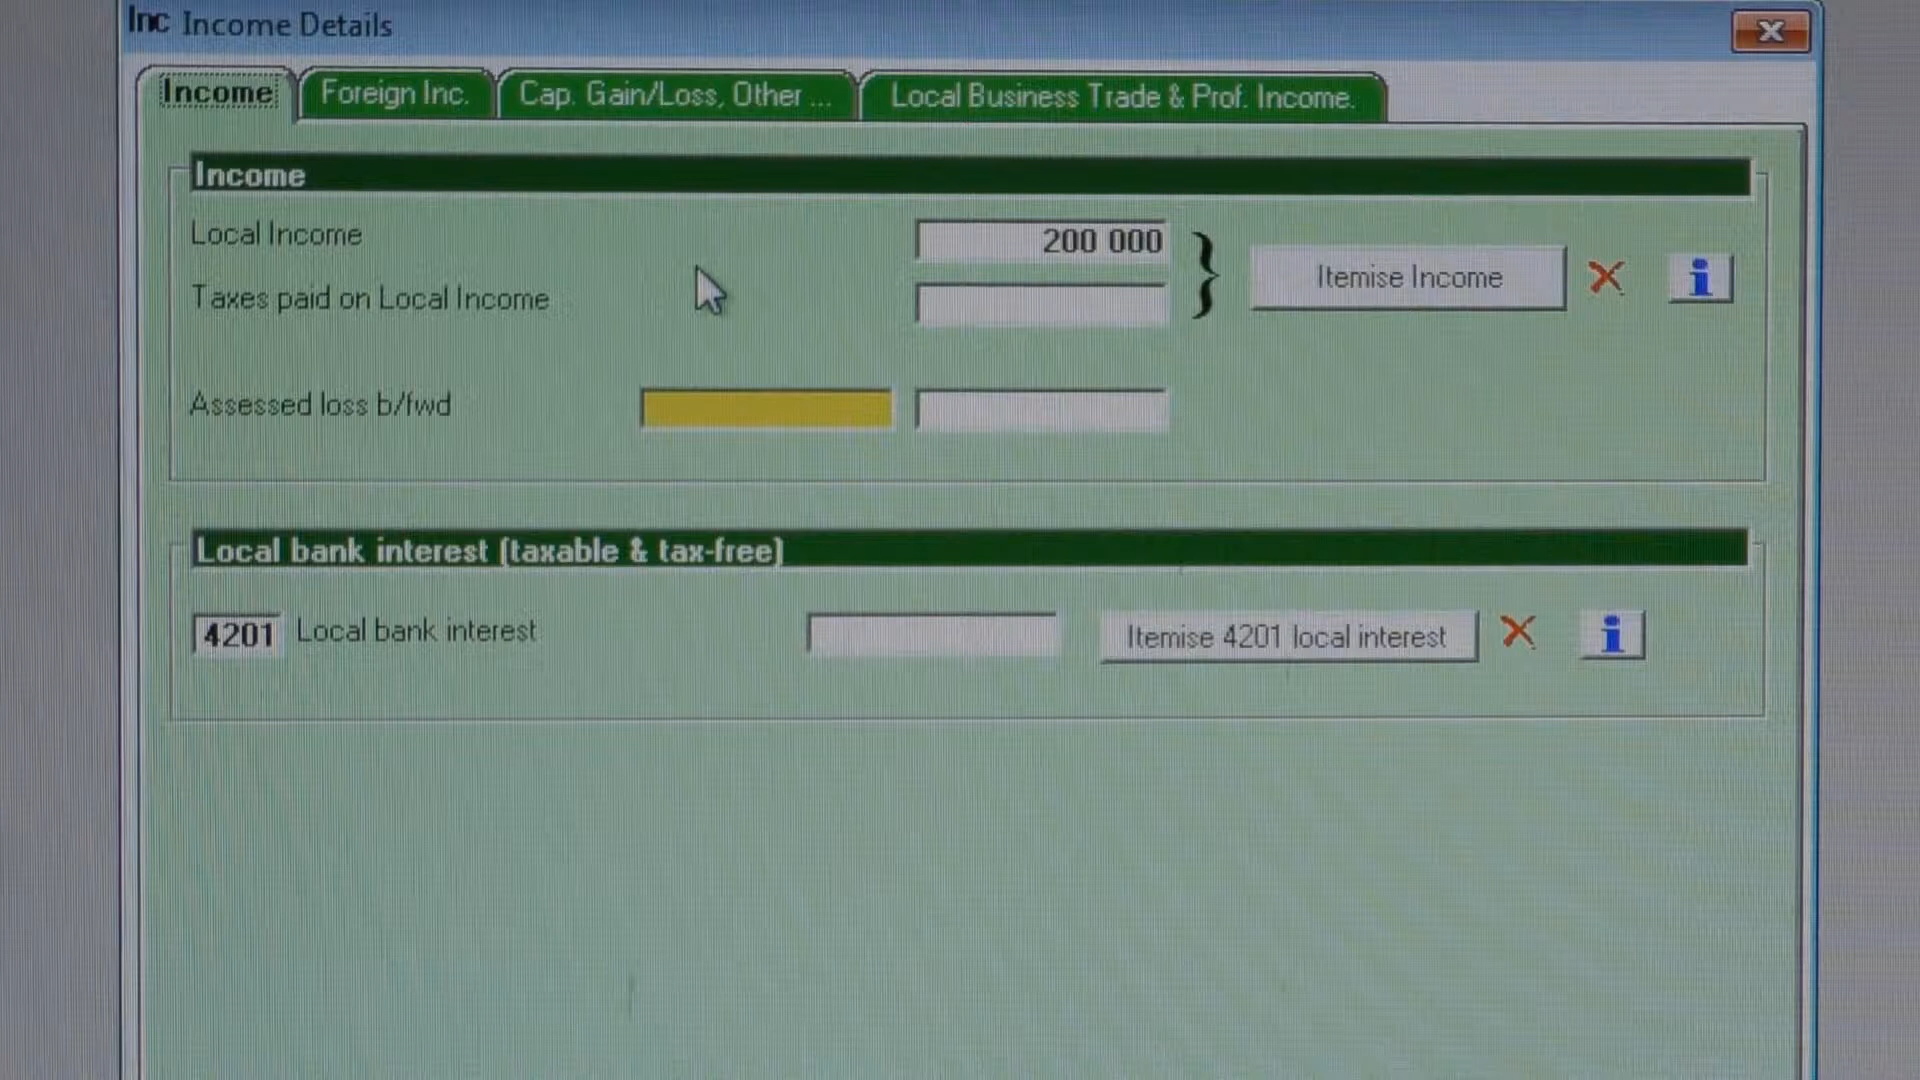 Inc Income Details
Income
Foreign Inc.
Cap. Gain/Loss, Other ...
Local Business Trade & Prof. Income.
Income
Local Income
200 000
Itemise Income
Taxes paid on Local Income
Assessed loss b/fwd
Local bank interest (taxable & tax-free)
4201 Local bank interest
Itemise 4201 local interest